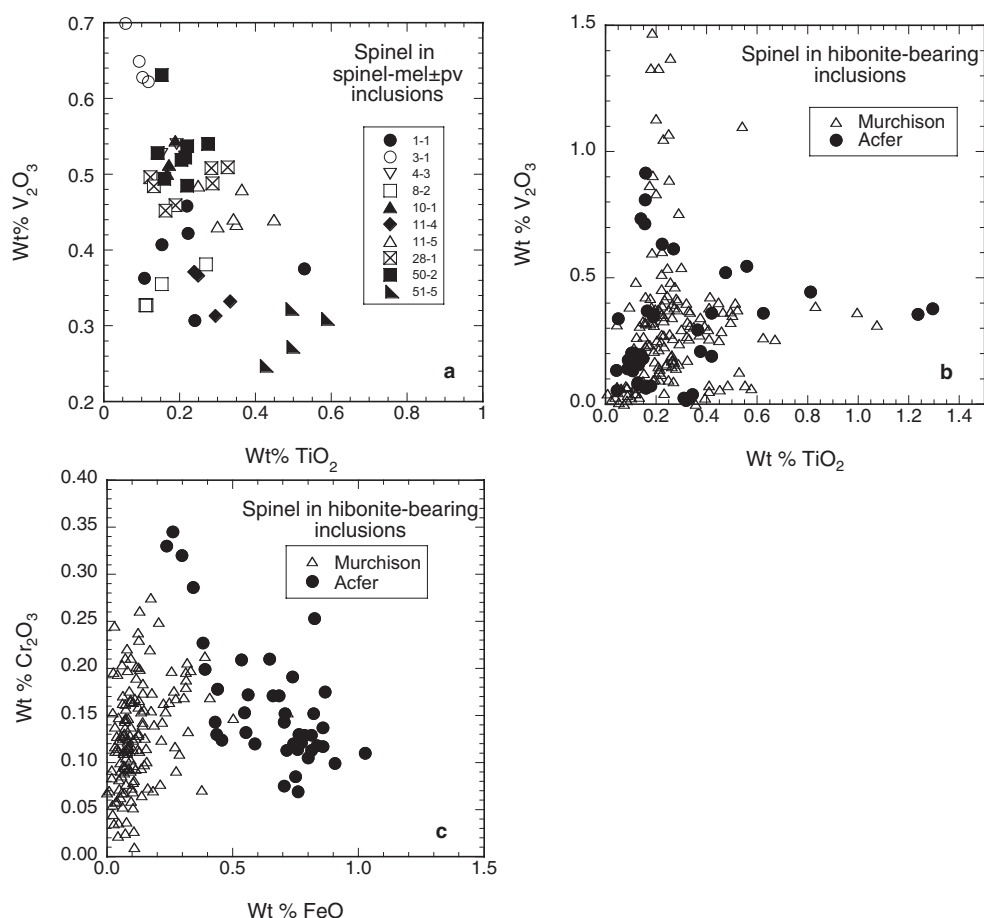 0.7
0.6
0.5
0.4
0.3
0.2
0
0.2
0.4
0.6
0.8
1
Wt% V2O3
Wt% TiO2
Spinel in
spinel-mel±pv
inclusions
1-1
3-1
4-3
8-2
10-1
11-4
11-5
28-1
50-2
51-5
a
1.5
1.0
0.5
0.0
0.0
0.2
0.4
0.6
0.8
1.0
1.2
1.4
Wt % V2O3
Wt % TiO2
Spinel in hibonite-bearing
inclusions
Murchison
Acfer
b
0.40
0.35
0.30
0.25
0.20
0.15
0.10
0.05
0.00
0.0
0.5
1.0
1.5
Wt % Cr2O3
Wt % FeO
Spinel in hibonite-bearing
inclusions
Murchison
Acfer
c